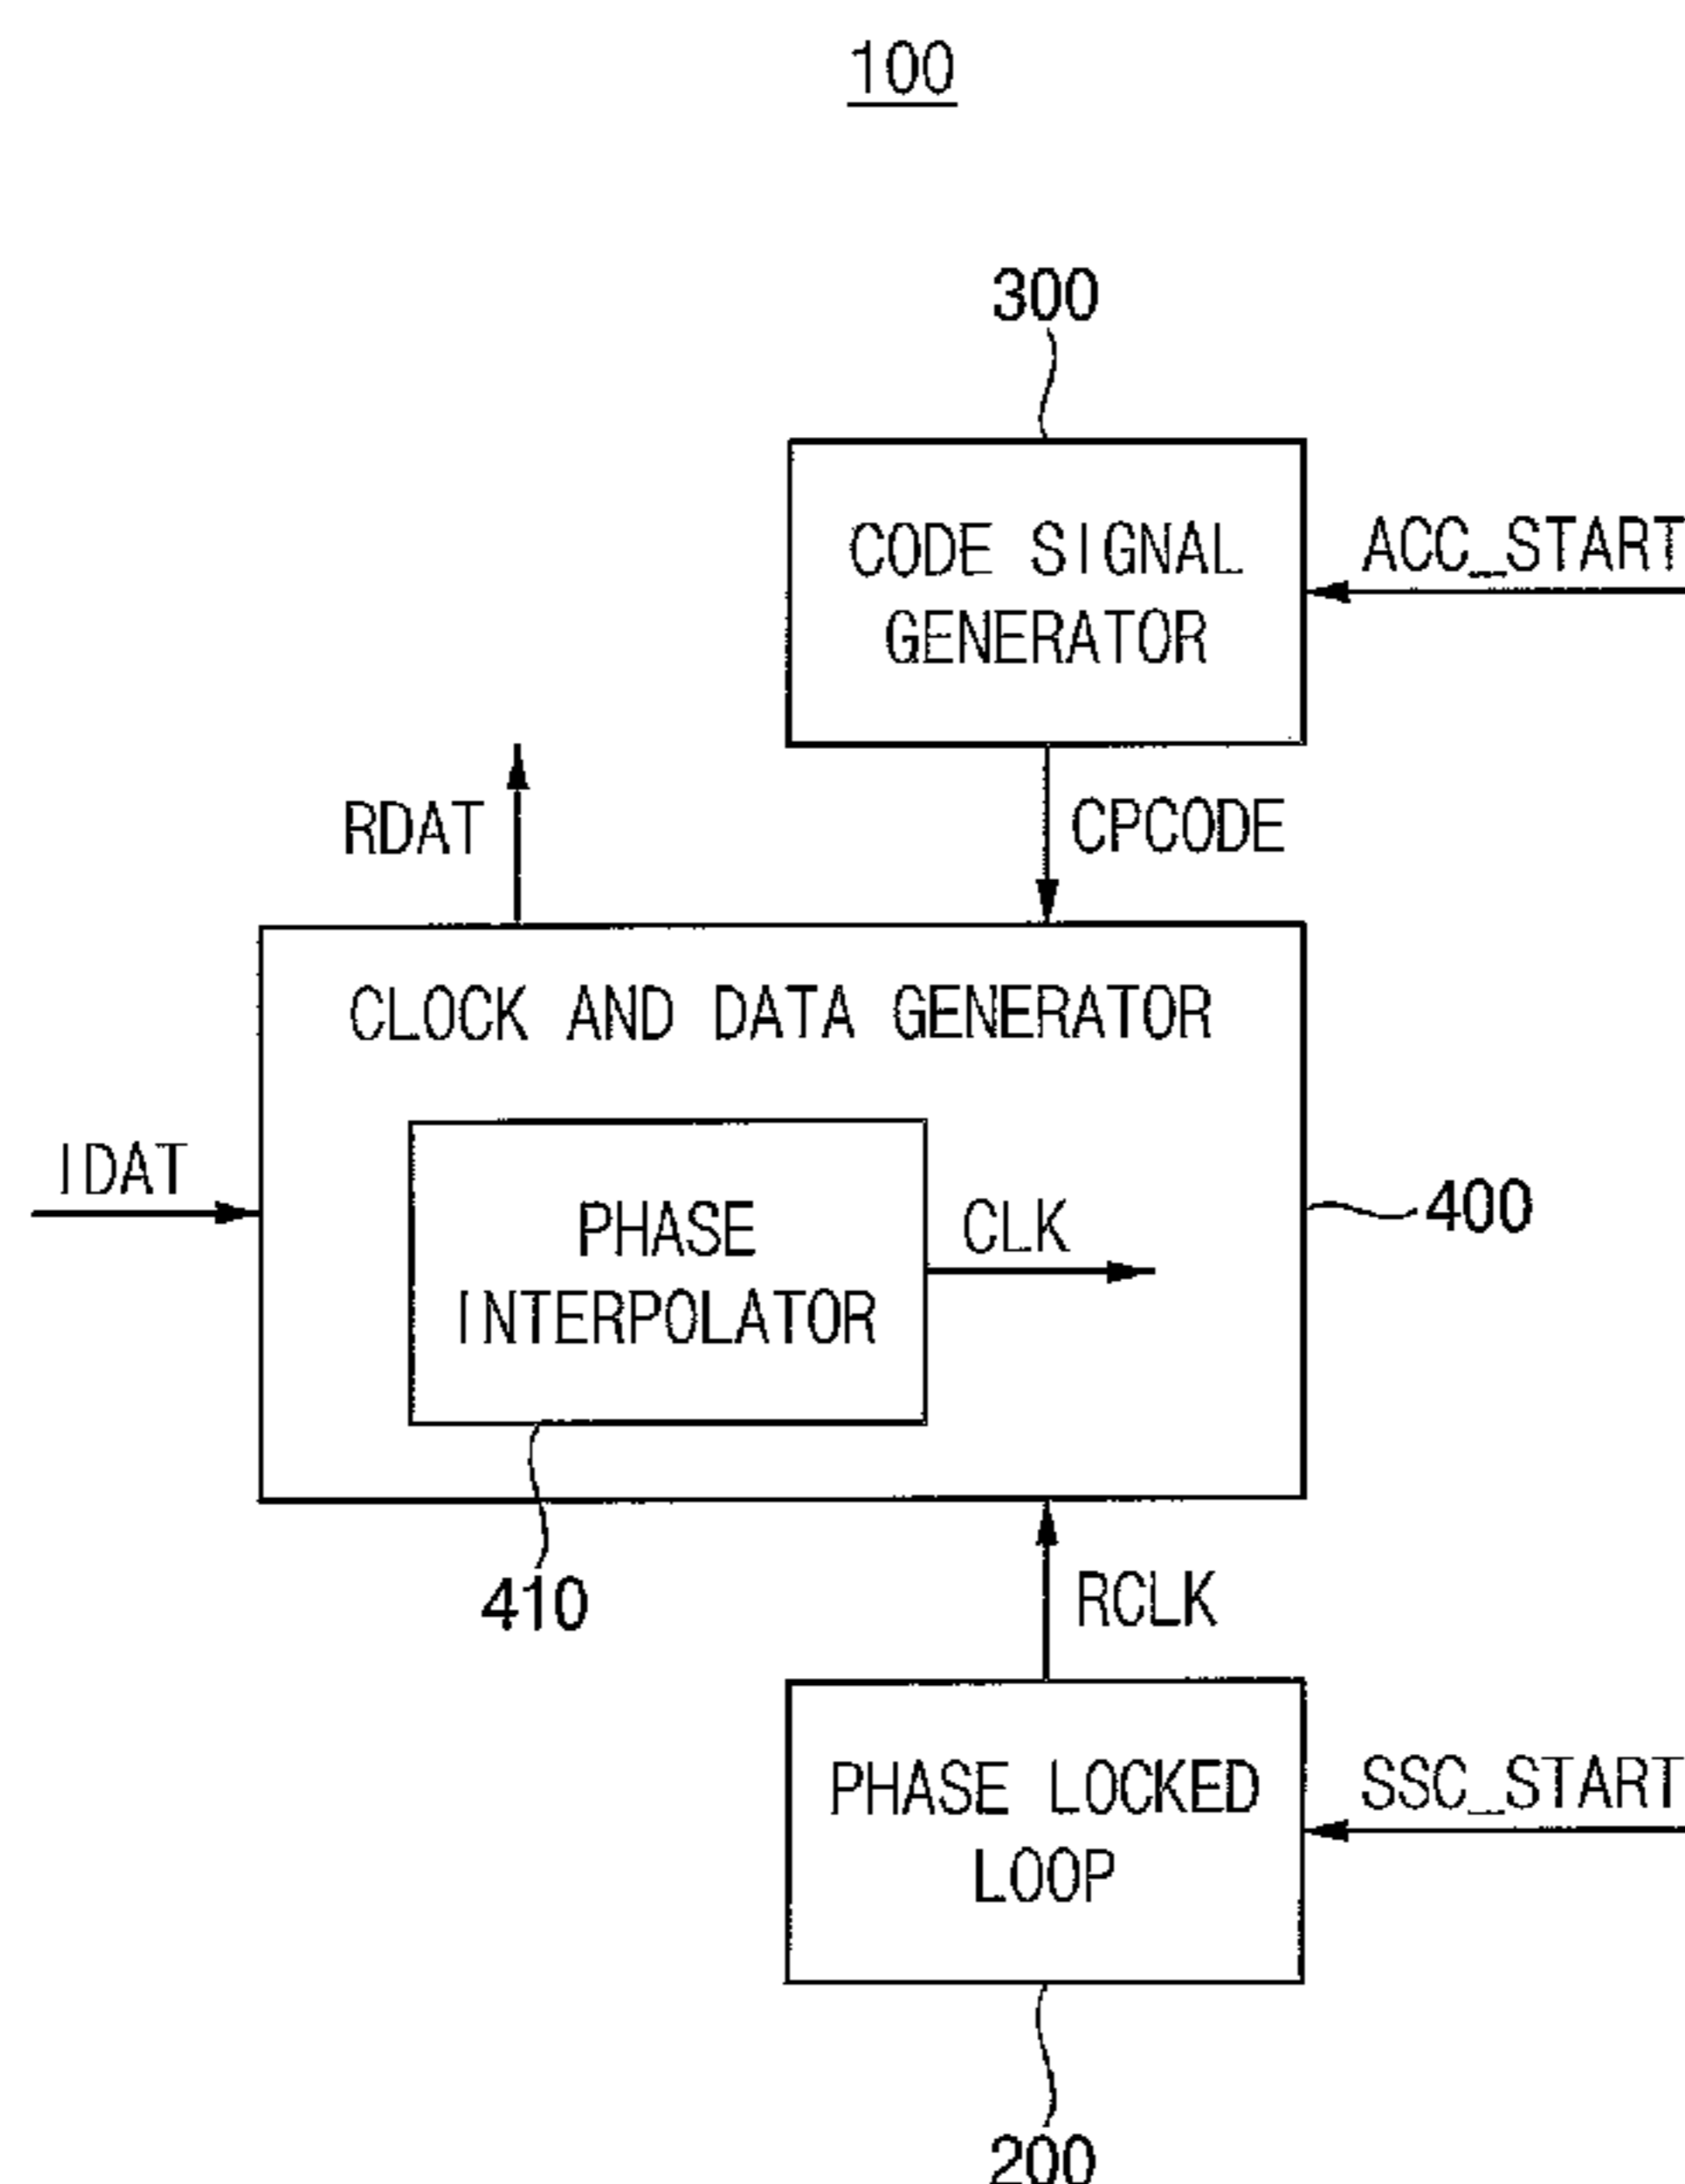 100
300
CODE SIGNAL
GENERATOR
ACC_START
RDAT
CPCODE
CLOCK AND DATA GENERATOR
IDAT
PHASE
INTERPOLATOR
CLK
400
410
RCLK
PHASE LOCKED
LOOP
SSC_START
200